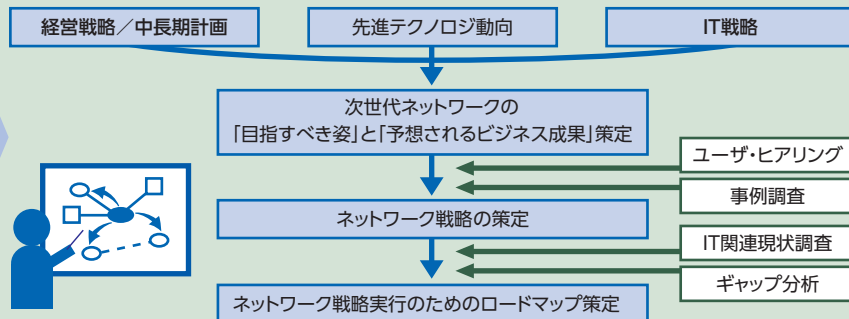 経営戦略／中長期計画
先進テクノロジ動向
IT戦略
次世代ネットワークの
「目指すべき姿」と「予想されるビジネス成果」策定
ユーザ・ヒアリング
事例調査
ネットワーク戦略の策定
IT関連現状調査
ギャップ分析
ネットワーク戦略実行のためのロードマップ策定